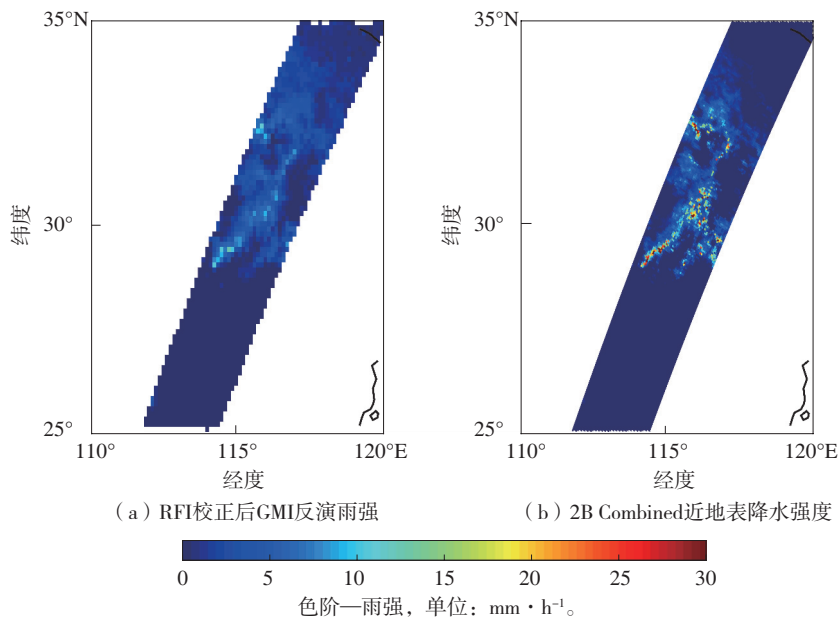 35°N
30°
25°
纬度
110°
115°
120°E
经度
（a）RFI校正后GMI反演雨强
35°N
30°
25°
纬度
110°
115°
120°E
经度
（b）2B Combined近地表降水强度
0 5 10 15 20 25 30
色阶—雨强，单位：mm·h⁻¹。